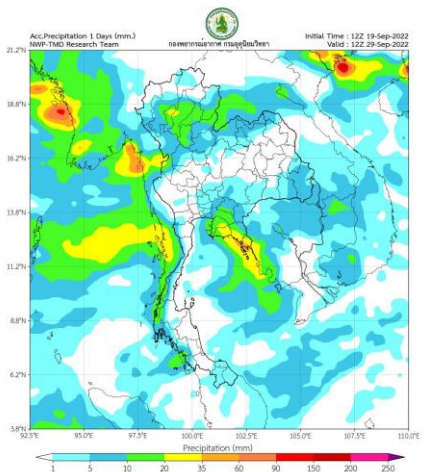 Acc.Precipitation 1 Days (mm.)
NWP-TMD Research Team
กองพยากรณ์อากาศ กรมอุตุนิยมวิทยา
Initial Time : 12Z 19-Sep-2022
Valid : 12Z 29-Sep-2022
21.2°N
18.8°N
16.2°N
13.8°N
11.2°N
8.8°N
6.2°N
3.8°N
92.5°E 95.0°E 97.5°E 100.0°E 102.5°E 105.0°E 107.5°E 110.0°E
Precipitation (mm)
1 5 10 20 35 60 90 150 200 250